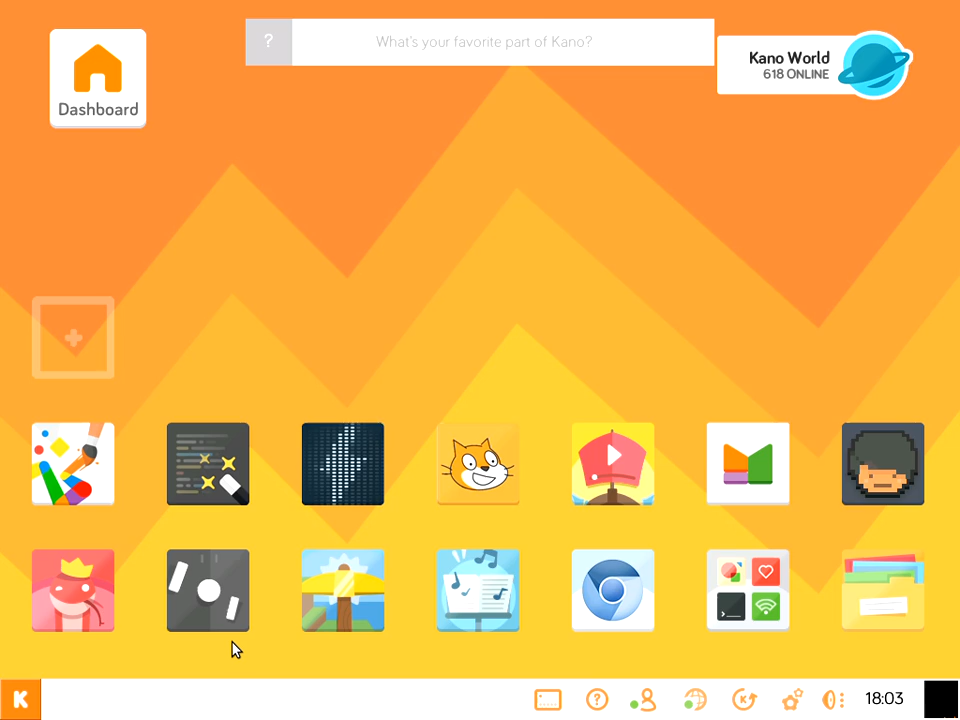 ?
What's your favorite part of Kano?
Kano World
618 ONLINE
Dashboard
K
?
K
18:03